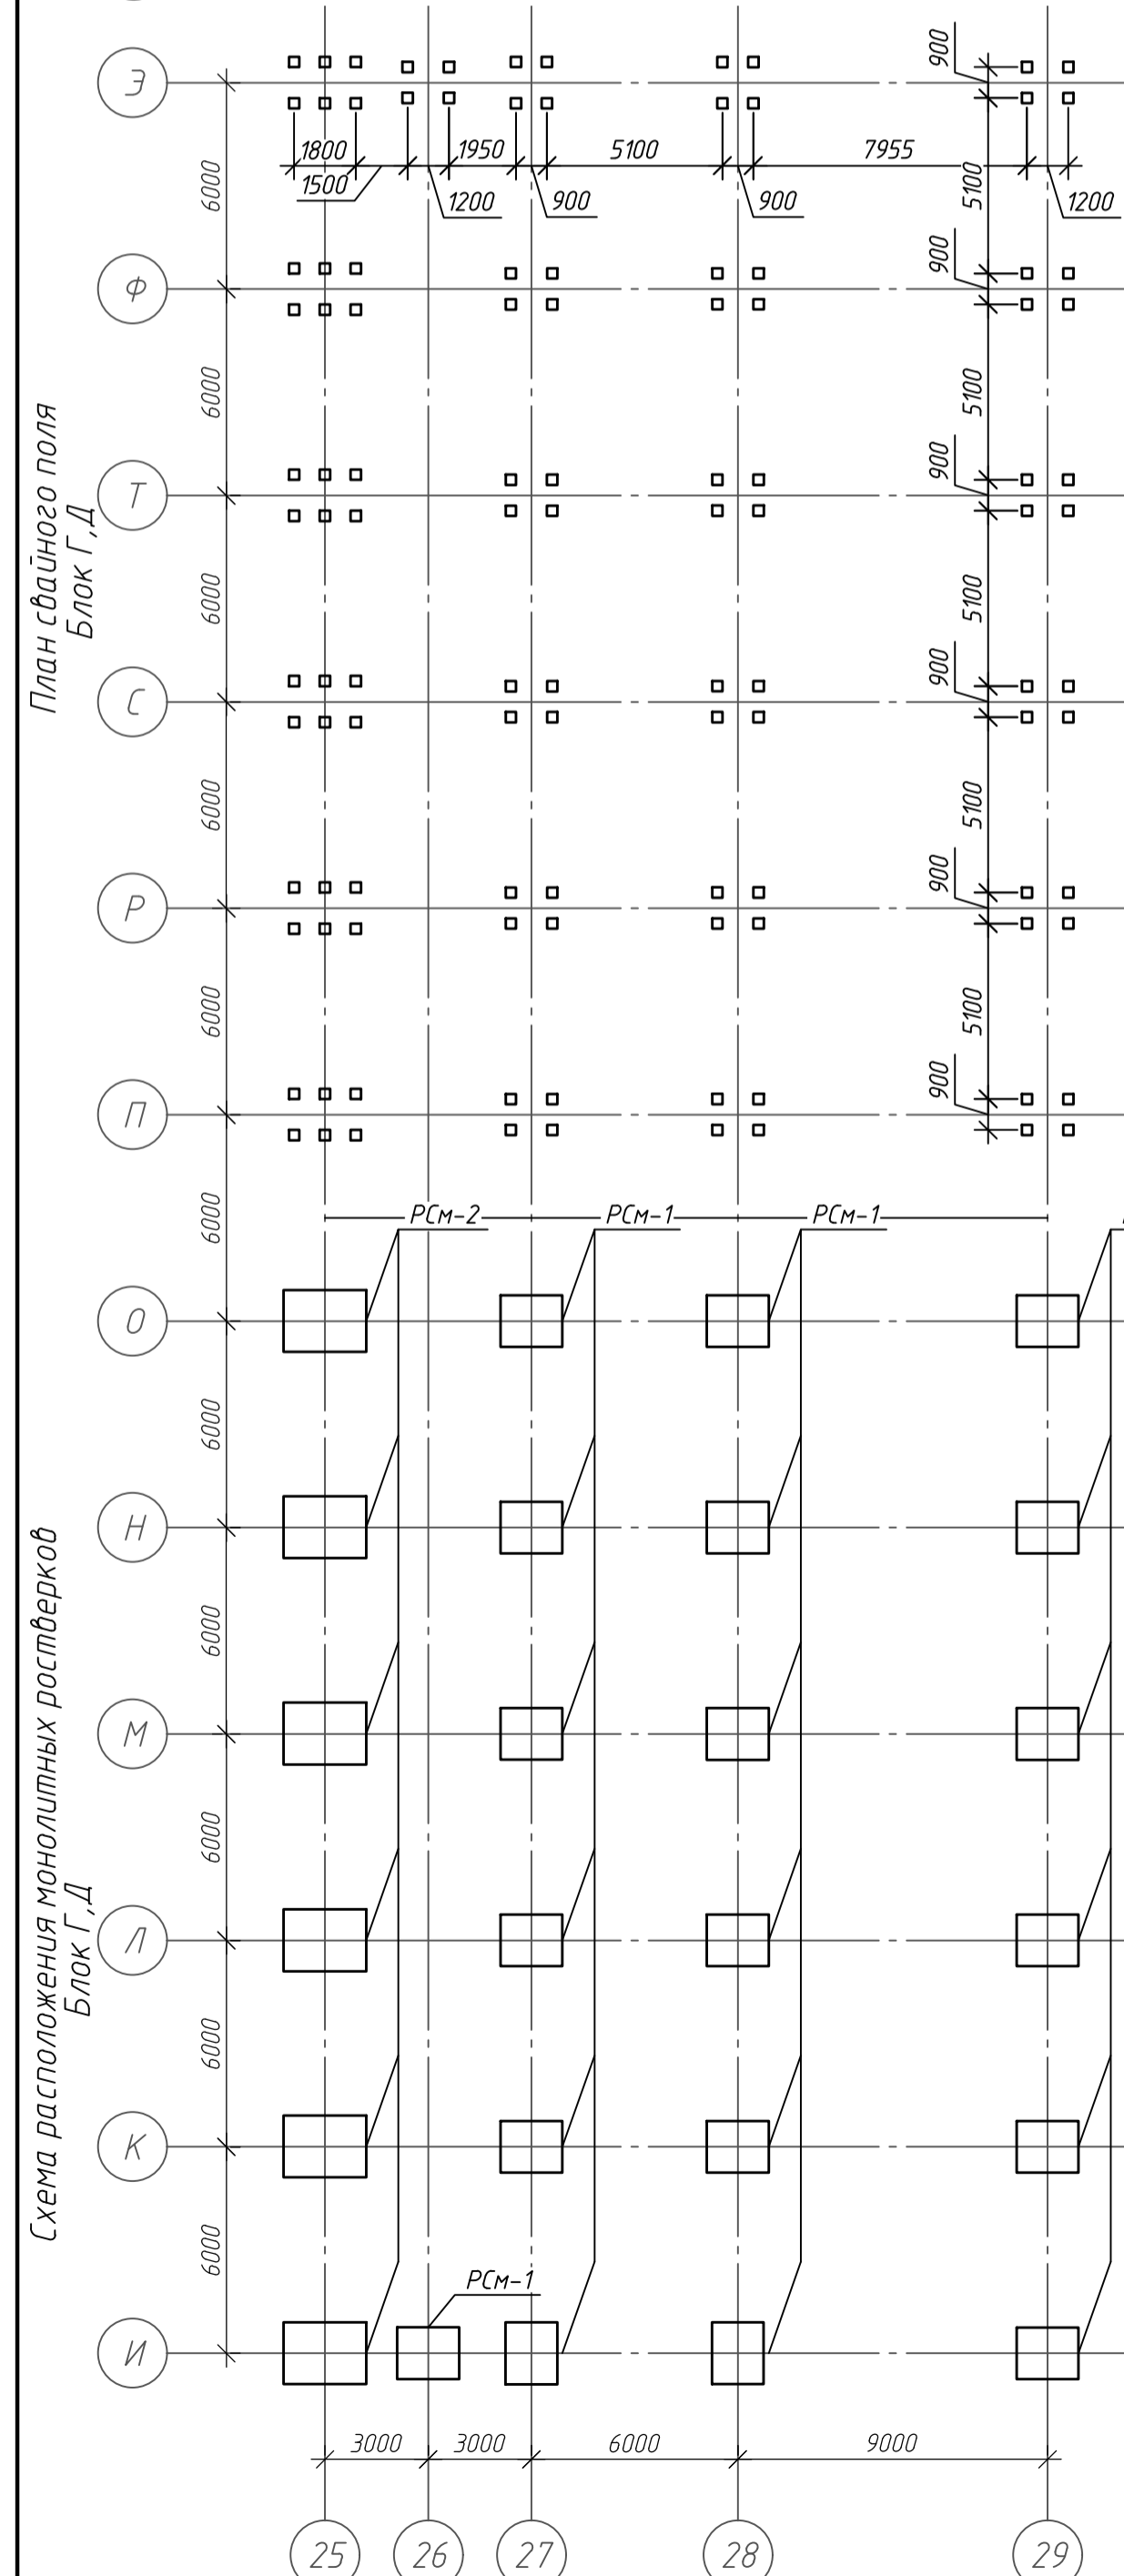 Э
900
1800
1950
5100
7955
1500
1200
900
900
1200
6000
5100
Ф
900
6000
5100
План свайного поля
Блок Г,Д
Т
900
6000
5100
С
900
6000
5100
Р
900
6000
5100
П
900
6000
РСм-2
РСм-1
РСм-1
О
6000
Н
6000
Схема расположения монолитных ростверков
Блок Г,Д
М
6000
Л
6000
К
6000
РСм-1
И
3000
3000
6000
9000
25
26
27
28
29